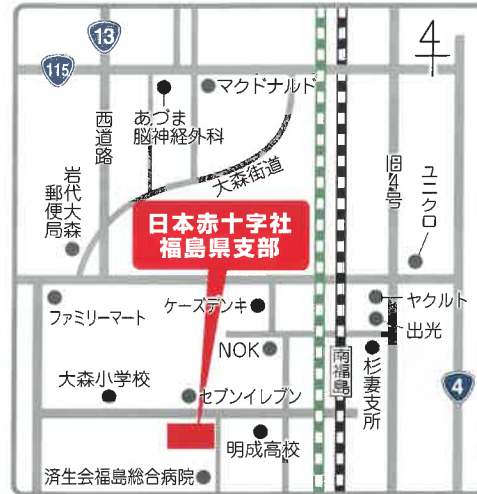 13
115
4
マクドナルド
あづま
脳神経外科
西道路
大森街道
旧4号
ユニクロ
岩代大森
郵便局
日本赤十字社
福島県支部
ファミリーマート
ケーズデンキ
ヤクルト
出光
NOK
南福島
杉妻支所
大森小学校
セブンイレブン
4
明成高校
済生会福島総合病院